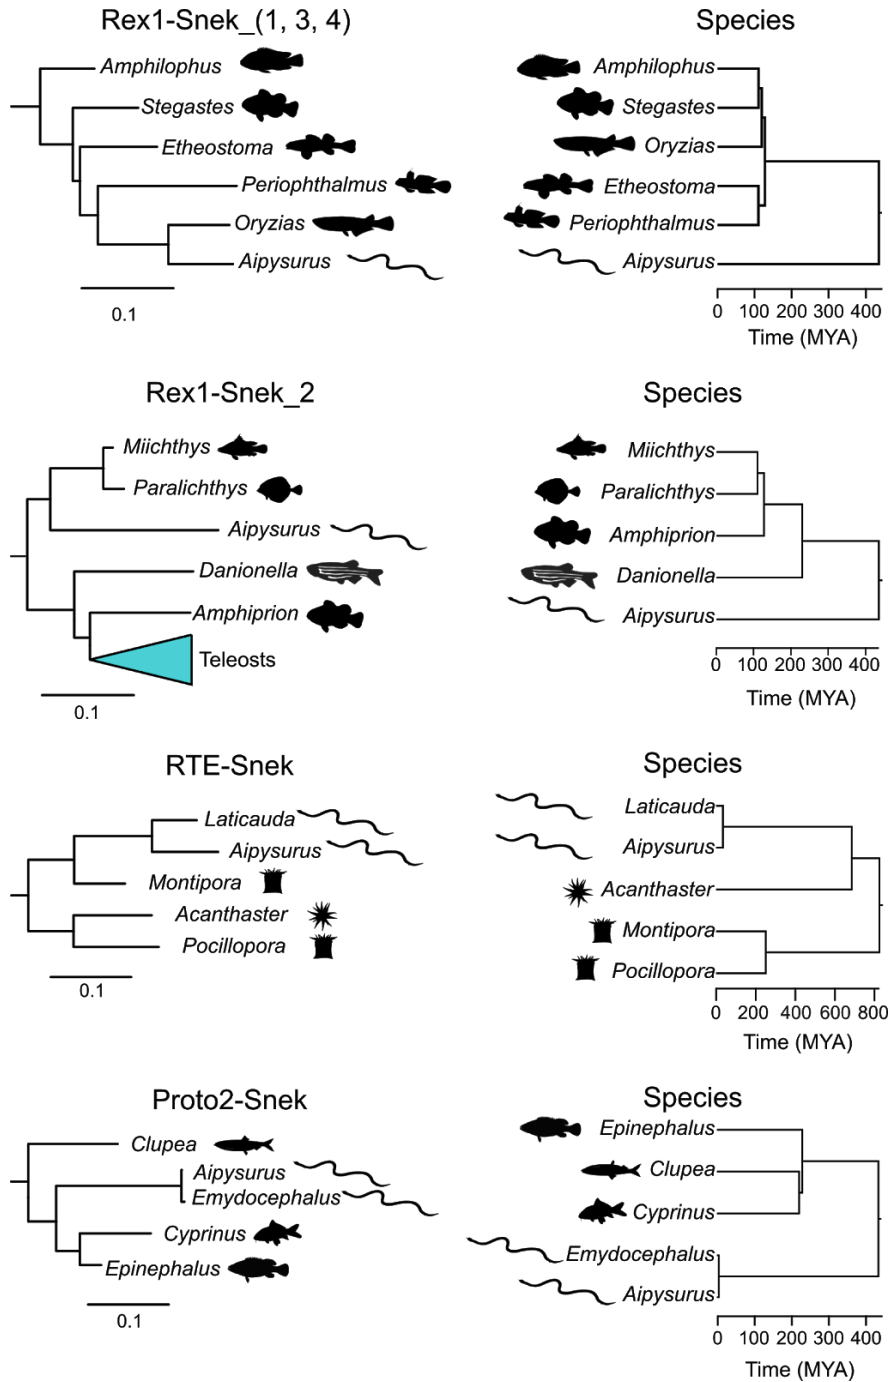 Rex1-Snek_(1, 3, 4)
Amphilophus
Stegastes
Etheostoma
Periophthalmus
Oryzias
Aipysurus
0.1
Species
Amphilophus
Stegastes
Oryzias
Etheostoma
Periophthalmus
Aipysurus
0 100 200 300 400
Time (MYA)
Rex1-Snek_2
Miichthys
Paralichthys
Aipysurus
Danionella
Amphiprion
Teleosts
0.1
Species
Miichthys
Paralichthys
Amphiprion
Danionella
Aipysurus
0 100 200 300 400
Time (MYA)
RTE-Snek
Laticauda
Aipysurus
Montipora
Acanthaster
Pocillopora
0.1
Species
Laticauda
Aipysurus
Acanthaster
Montipora
Pocillopora
0 200 400 600 800
Time (MYA)
Proto2-Snek
Clupea
Aipysurus
Emydocephalus
Cyprinus
Epinephalus
0.1
Species
Epinephalus
Clupea
Cyprinus
Emydocephalus
Aipysurus
0 100 200 300 400
Time (MYA)